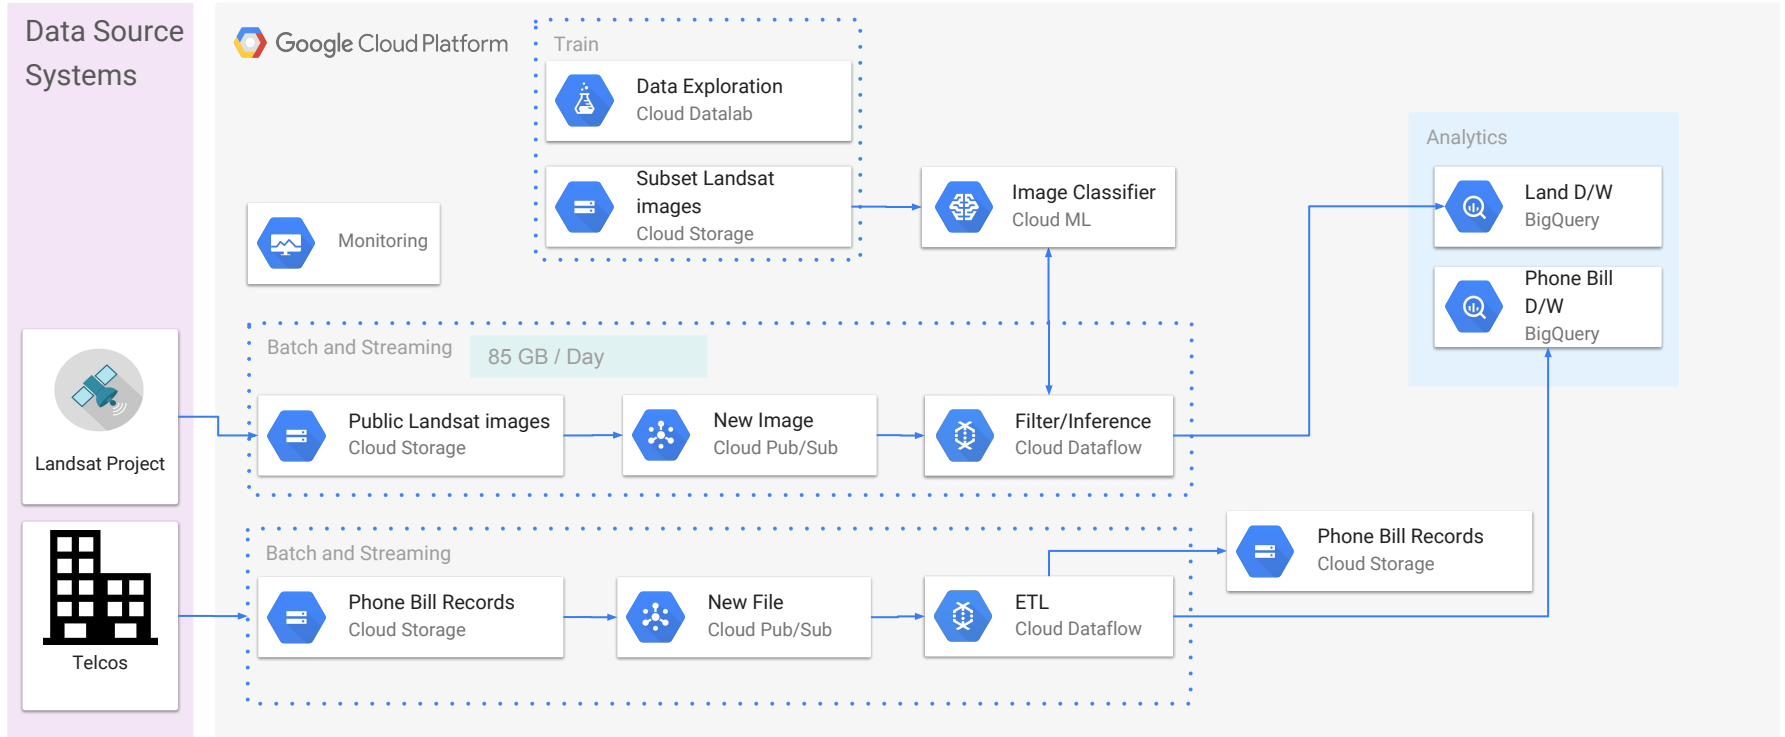 Data Source
Systems
Google Cloud Platform
Train
Data Exploration
Cloud Datalab
Subset Landsat
images
Cloud Storage
Image Classifier
Cloud ML
Analytics
Land D/W
BigQuery
Phone Bill
D/W
BigQuery
Monitoring
Batch and Streaming
85 GB / Day
Landsat Project
Public Landsat images
Cloud Storage
New Image
Cloud Pub/Sub
Filter/Inference
Cloud Dataflow
Phone Bill Records
Cloud Storage
Batch and Streaming
Telcos
Phone Bill Records
Cloud Storage
New File
Cloud Pub/Sub
ETL
Cloud Dataflow